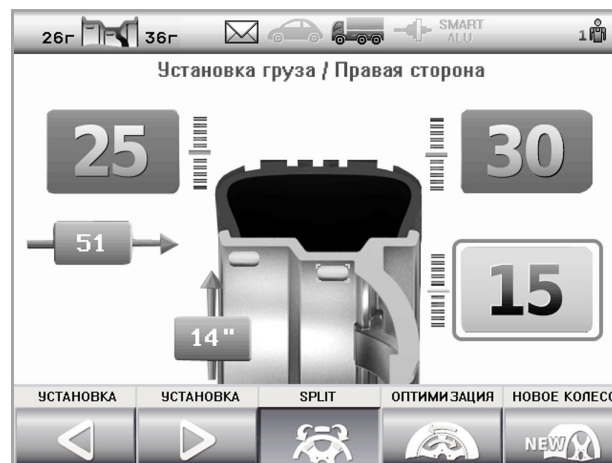 26г 36г SMART ALU 1
Установка груза / Правая сторона
25 30
51
15
14"
УСТАНОВКА УСТАНОВКА SPLIT ОПТИМИЗАЦИЯ НОВОЕ КОЛЕСО
NEW